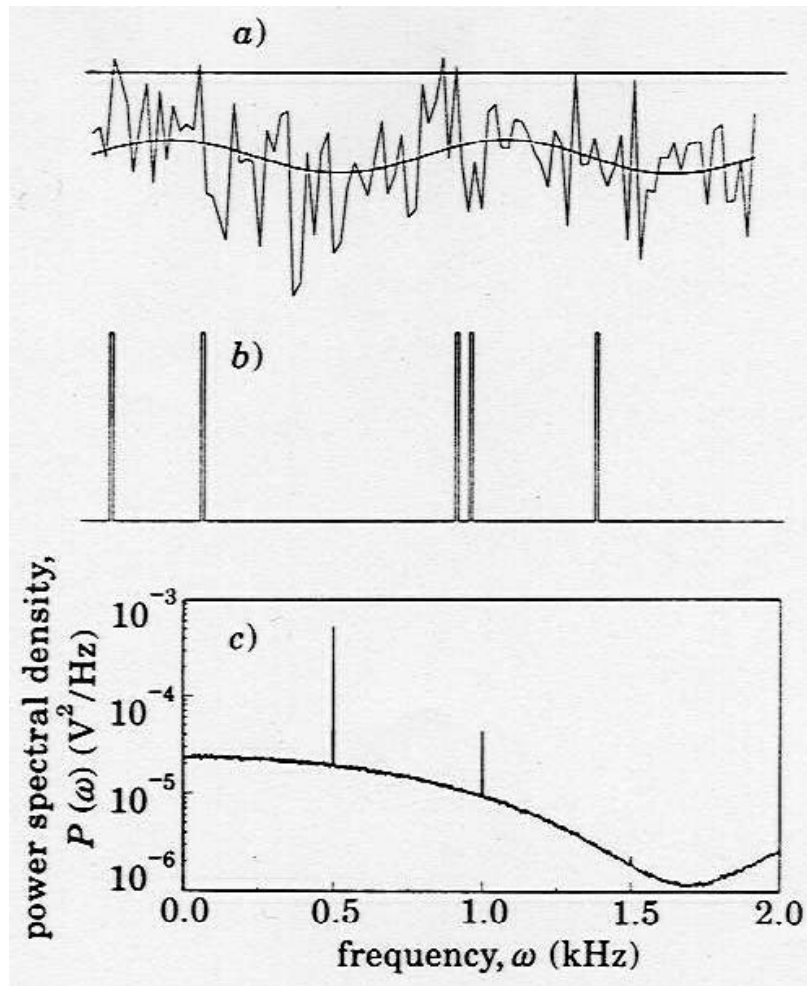 a)
b)
c)
power spectral density,
P (ω) (V²/Hz)
10⁻³
10⁻⁴
10⁻⁵
10⁻⁶
0.0 0.5 1.0 1.5 2.0
frequency, ω (kHz)